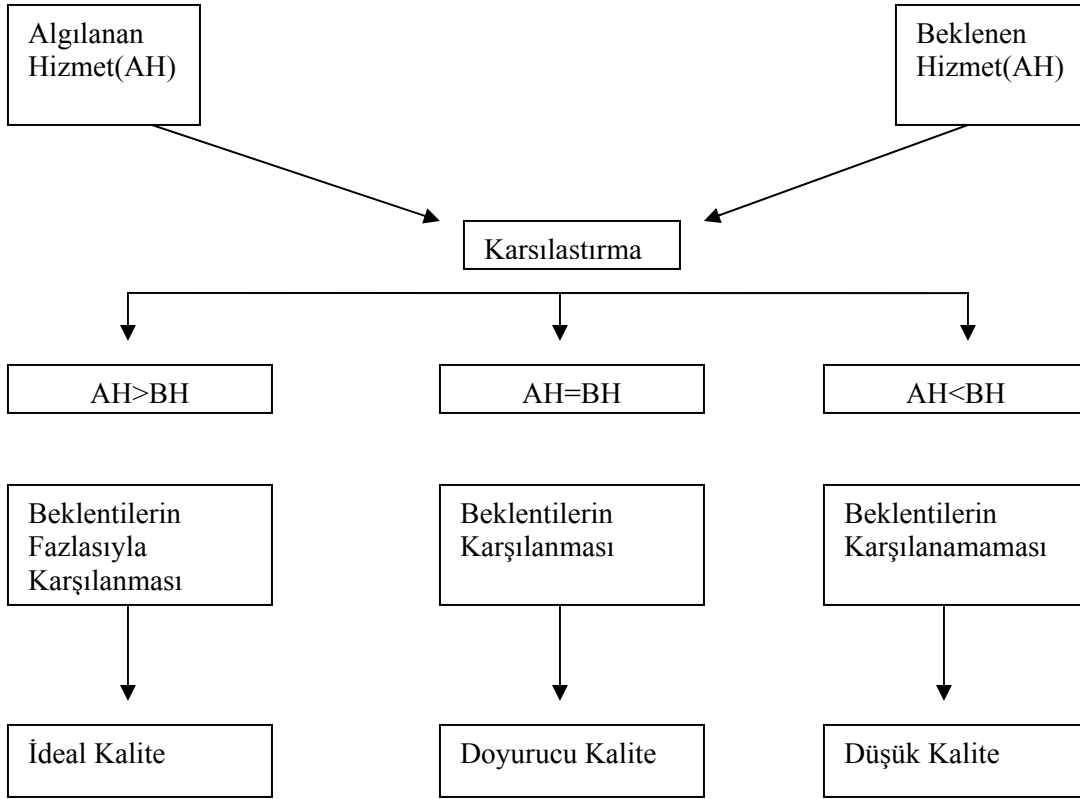 Algılanan
Hizmet(AH)
Beklenen
Hizmet(AH)
Karsılastırma
AH>BH
AH=BH
AH<BH
Beklentilerin
Fazlasıyla
Karşılanması
Beklentilerin
Karşılanması
Beklentilerin
Karşılanamaması
İdeal Kalite
Doyurucu Kalite
Düşük Kalite